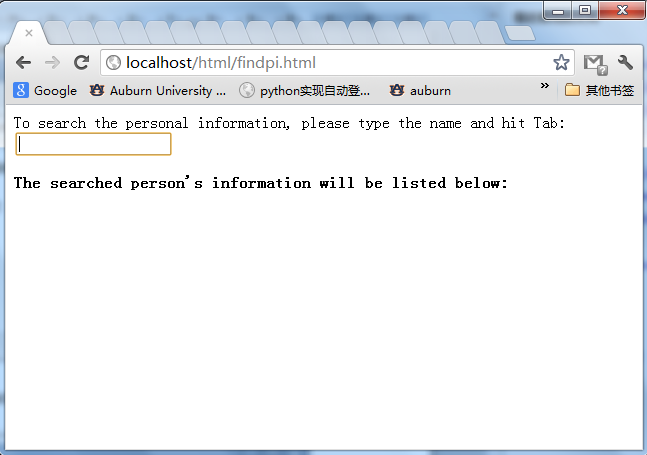 localhost/html/findpi.html
Google Auburn University ... python实现自动登... auburn » 其他书签
To search the personal information, please type the name and hit Tab:
The searched person's information will be listed below: